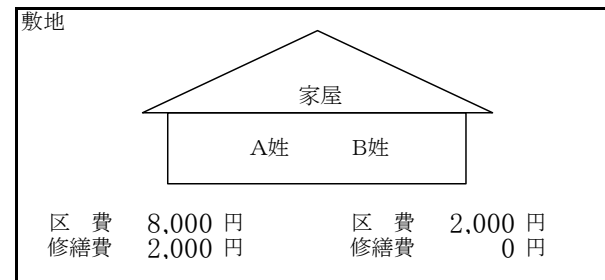 敷地
家屋
A姓 B姓
区 費 8,000 円 区 費 2,000 円
修繕費 2,000 円 修繕費 0 円